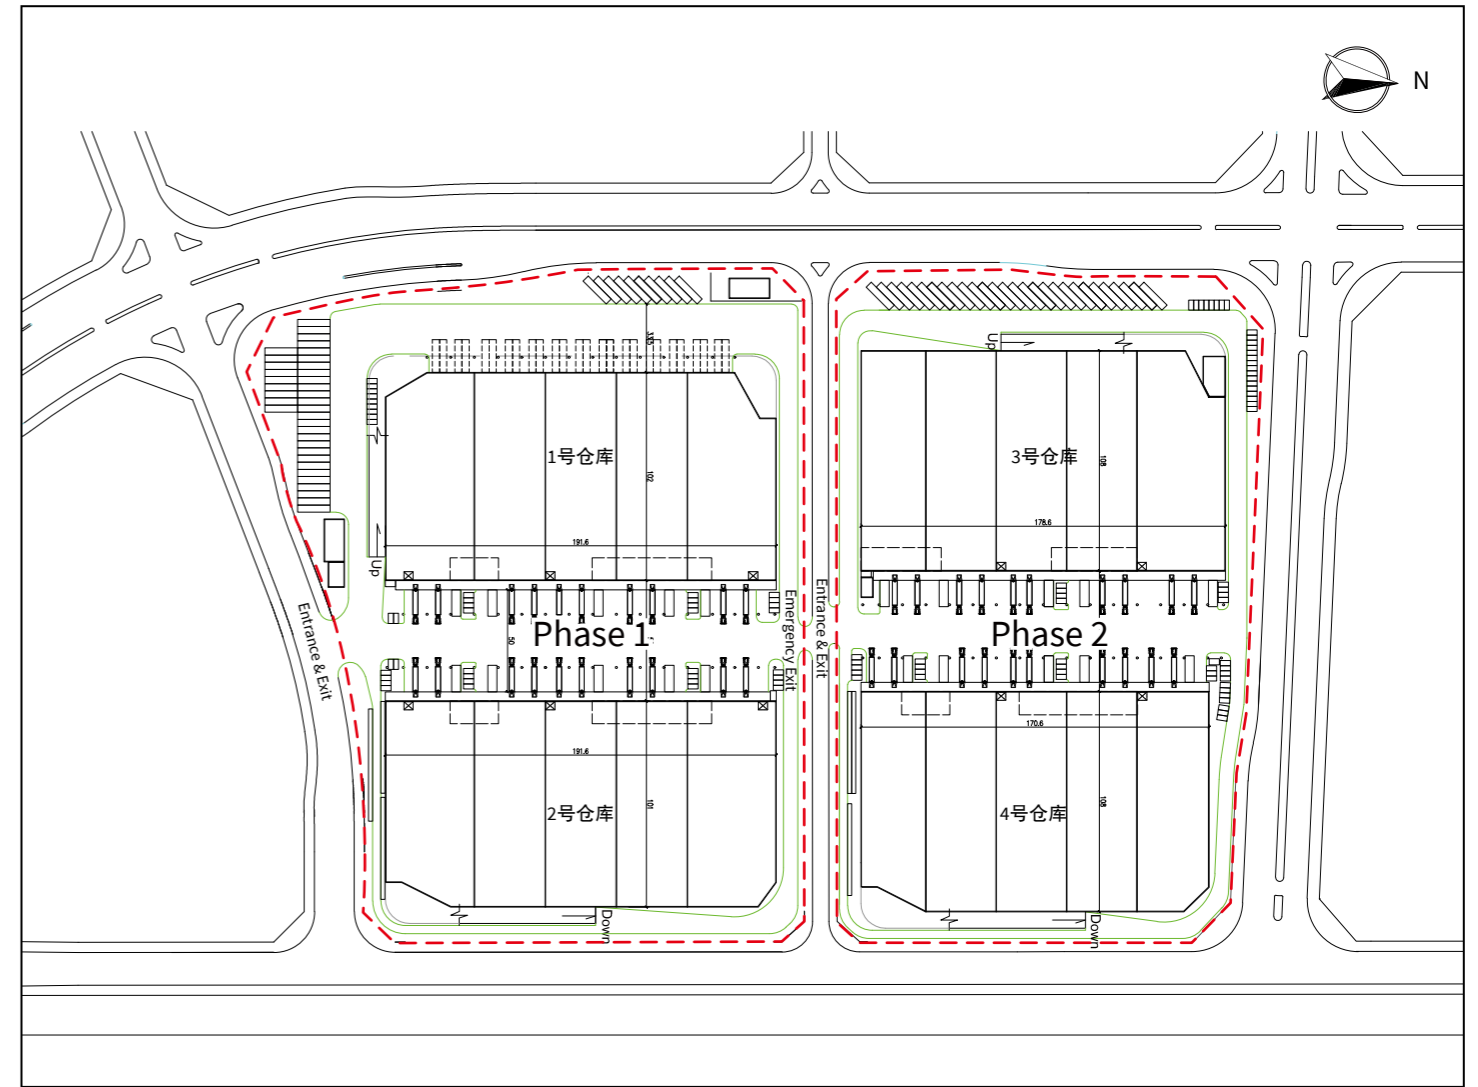 N
33.5
Up
1号仓库
3号仓库
102
108
178.6
191.6
Up
Entrance & Exit
Emergency Exit
Entrance & Exit
Phase 1
Phase 2
50
170.6
191.6
101
108
2号仓库
4号仓库
Down
Down